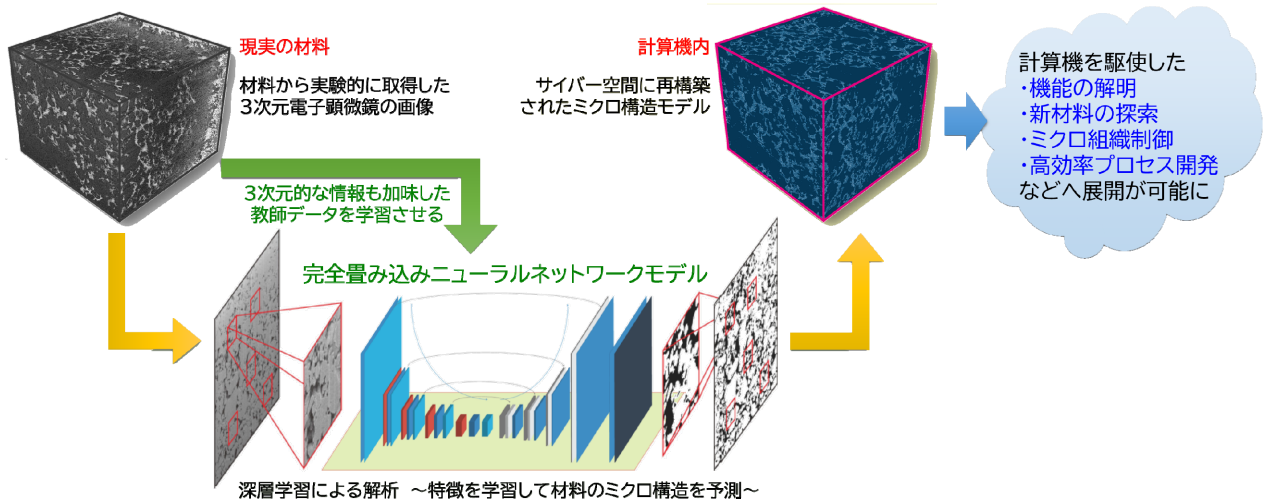 現実の材料
材料から実験的に取得した
３次元電子顕微鏡の画像
計算機内
サイバー空間に再構築
されたミクロ構造モデル
計算機を駆使した
・機能の解明
・新材料の探索
・ミクロ組織制御
・高効率プロセス開発
などへ展開が可能に
３次元的な情報も加味した
教師データを学習させる
完全畳み込みニューラルネットワークモデル
深層学習による解析　～特徴を学習して材料のミクロ構造を予測～